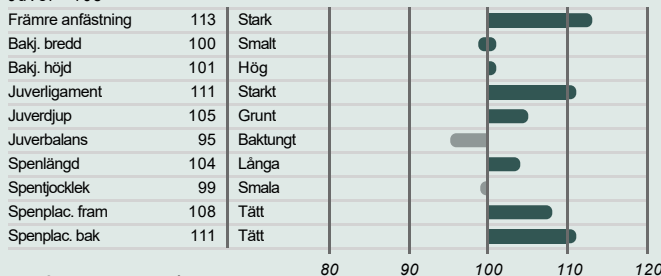 Främre anfästning 113 Stark
Bakj. bredd 100 Smalt
Bakj. höjd 101 Hög
Juverligament 111 Starkt
Juverdjup 105 Grunt
Juverbalans 95 Baktungt
Spenlängd 104 Långa
Spentjocklek 99 Smala
Spenplac. fram 108 Tätt
Spenplac. bak 111 Tätt
80 90 100 110 120